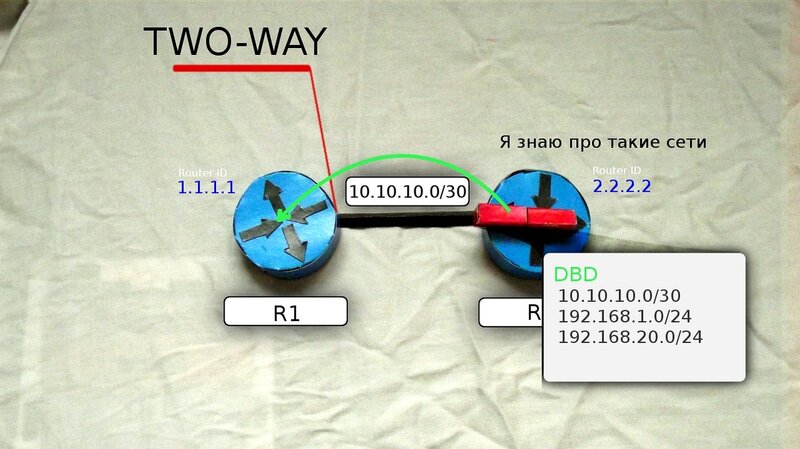 TWO-WAY
Я знаю про такие сети
Router ID
1.1.1.1
10.10.10.0/30
Router ID
2.2.2.2
R1
R
DBD
10.10.10.0/30
192.168.1.0/24
192.168.20.0/24